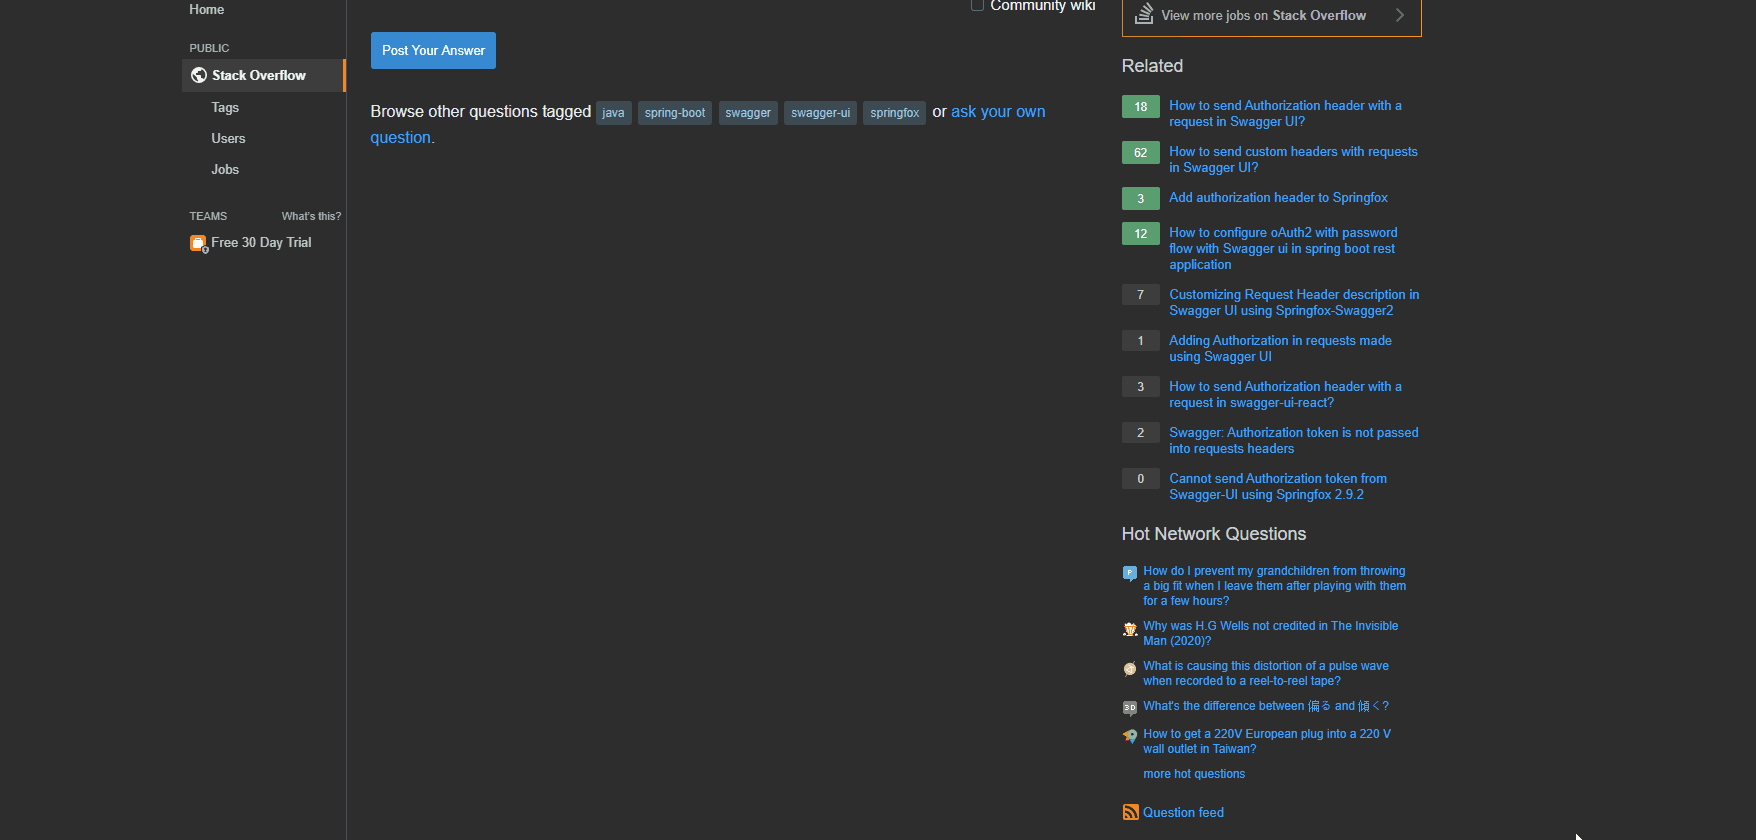 Home
PUBLIC
Stack Overflow
Tags
Users
Jobs
TEAMS What's this?
Free 30 Day Trial
Community wiki
Post Your Answer
Browse other questions tagged java spring-boot swagger swagger-ui springfox or ask your own
question.
View more jobs on Stack Overflow
Related
18 How to send Authorization header with a
request in Swagger UI?
62 How to send custom headers with requests
in Swagger UI?
3 Add authorization header to Springfox
12 How to configure oAuth2 with password
flow with Swagger ui in spring boot rest
application
7 Customizing Request Header description in
Swagger UI using Springfox-Swagger2
1 Adding Authorization in requests made
using Swagger UI
3 How to send Authorization header with a
request in swagger-ui-react?
2 Swagger: Authorization token is not passed
into requests headers
0 Cannot send Authorization token from
Swagger-UI using Springfox 2.9.2
Hot Network Questions
P How do I prevent my grandchildren from throwing
a big fit when I leave them after playing with them
for a few hours?
Why was H.G Wells not credited in The Invisible
Man (2020)?
What is causing this distortion of a pulse wave
when recorded to a reel-to-reel tape?
3D What's the difference between 偏る and 傾く?
How to get a 220V European plug into a 220 V
wall outlet in Taiwan?
more hot questions
Question feed